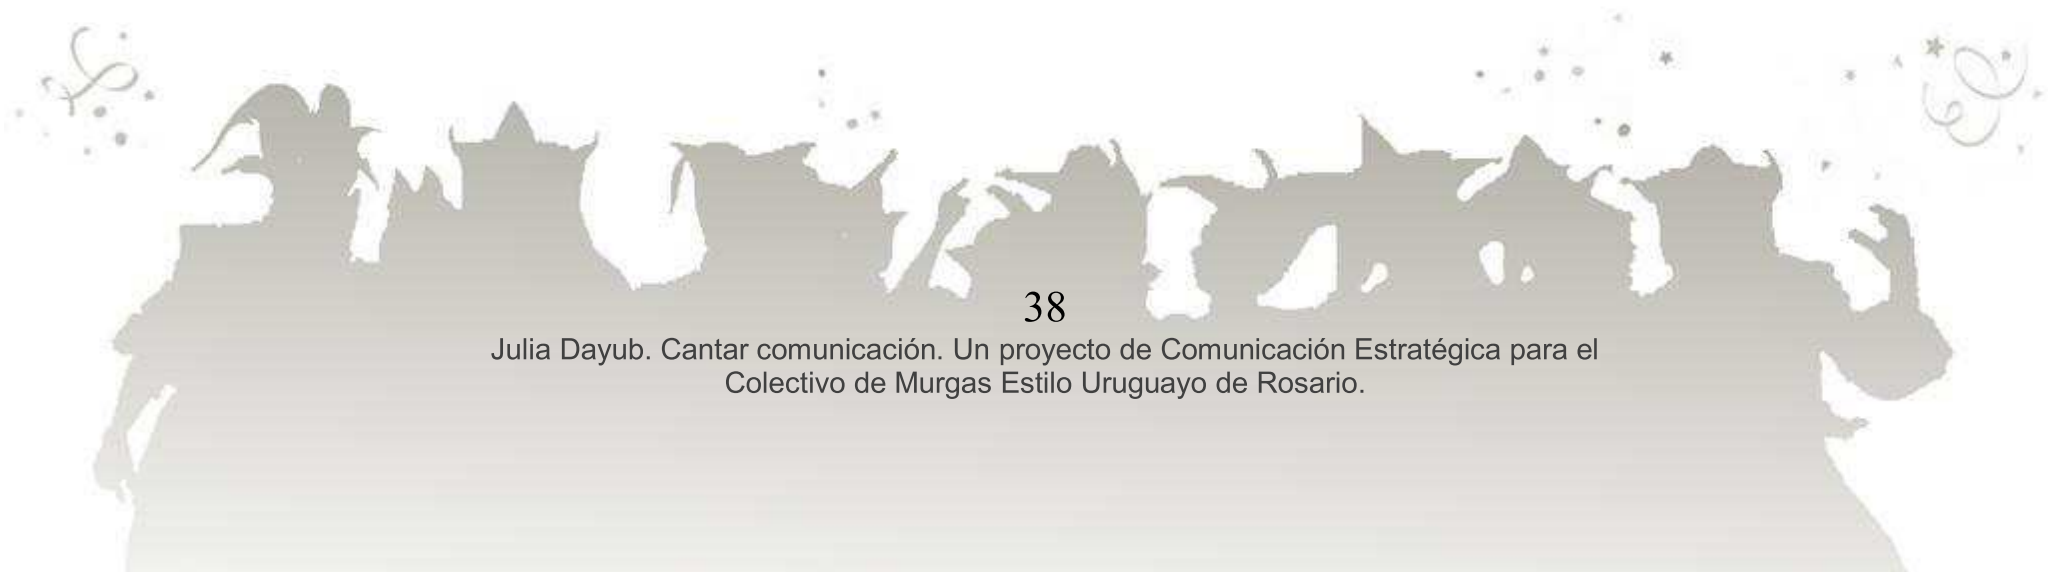 38
Julia Dayub. Cantar comunicación. Un proyecto de Comunicación Estratégica para el
Colectivo de Murgas Estilo Uruguayo de Rosario.